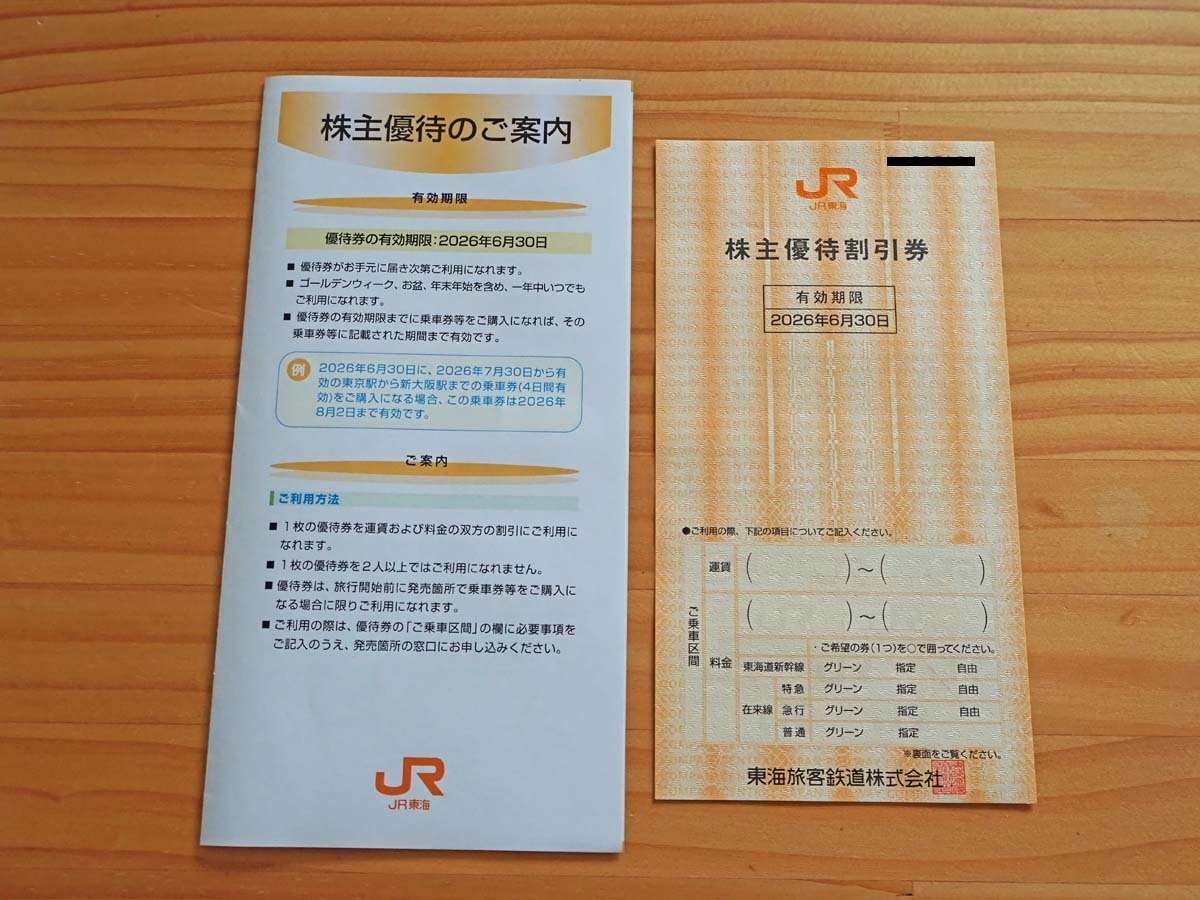 株主優待のご案内
有効期限
優待券の有効期限：2026年6月30日
■ 優待券がお手元に届き次第ご利用になれます。
■ ゴールデンウィーク、お盆、年末年始を含め、一年中いつでも
ご利用になれます。
■ 優待券の有効期限までに乗車券等をご購入になれば、その
乗車券等に記載された期間まで有効です。
例
2026年6月30日に、2026年7月30日から有
効の東京駅から新大阪駅までの乗車券(4日間有
効)をご購入になる場合、この乗車券は2026年
8月2日まで有効です。
ご案内
ご利用方法
■ 1枚の優待券を運賃および料金の双方の割引にご利用に
なれます。
■ 1枚の優待券を2人以上ではご利用になれません。
■ 優待券は、旅行開始前に発売箇所で乗車券等をご購入に
なる場合に限りご利用になれます。
■ ご利用の際は、優待券の「ご乗車区間」の欄に必要事項を
ご記入のうえ、発売箇所の窓口にお申し込みください。
JR
JR東海
JR
JR東海
株主優待割引券
有効期限
2026年6月30日
●ご利用の際、下記の項目についてご記入ください。
ご乗車区間
運賃 ( )～( )
料金 ( )～( )
・ご希望の券(1つ)を○で囲ってください。
東海道新幹線 グリーン 指定 自由
在来線 特急 グリーン 指定 自由
急行 グリーン 指定 自由
普通 グリーン 指定
※裏面をご覧ください。
東海旅客鉄道株式会社